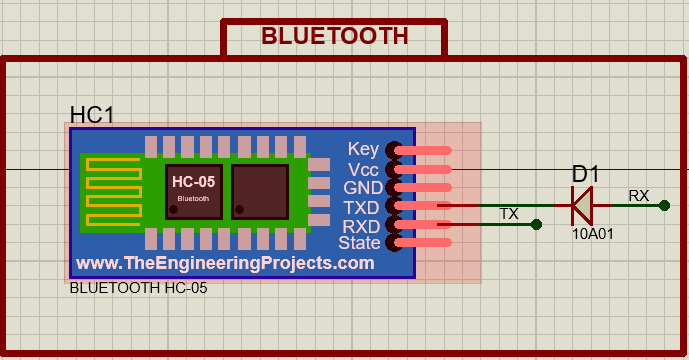 BLUETOOTH
HC1
Key
Vcc
GND
TXD
RXD
State
HC-05
Bluetooth
www.TheEngineeringProjects.com
BLUETOOTH HC-05
TX
D1
10A01
RX